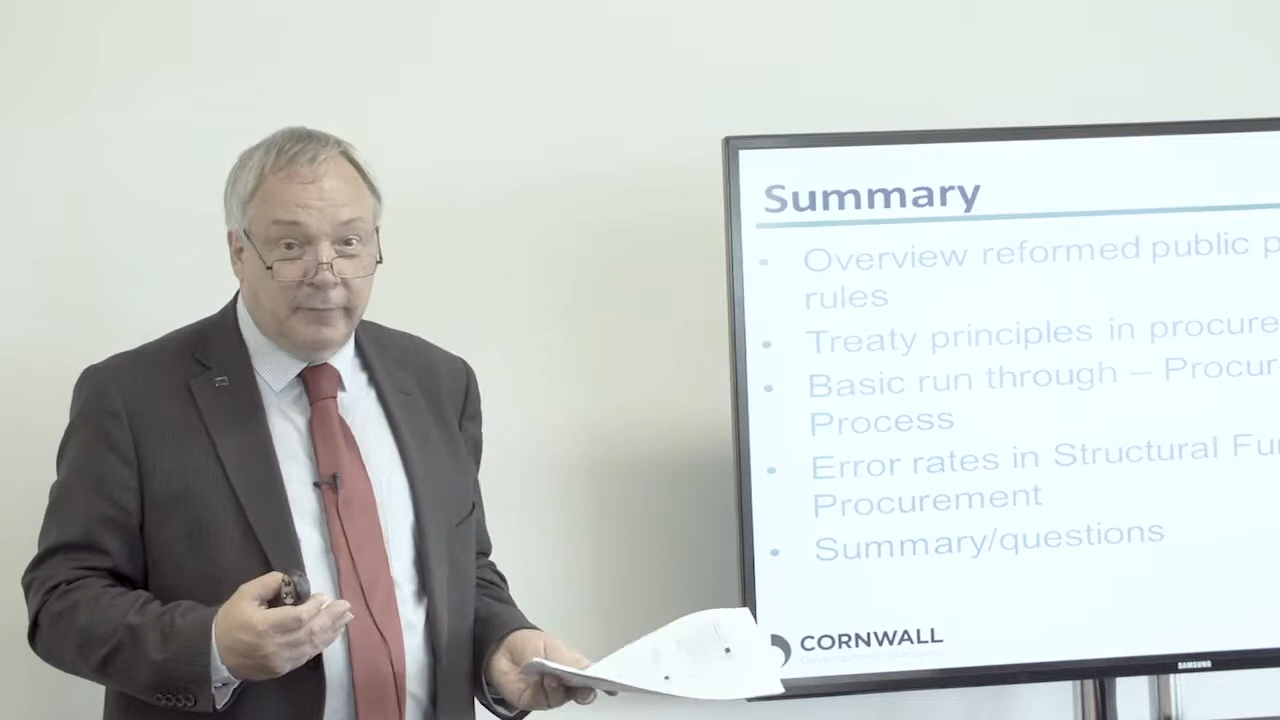 Summary
• Overview reformed public p
rules
• Treaty principles in procure
• Basic run through – Procur
Process
• Error rates in Structural Fu
Procurement
• Summary/questions
CORNWALL
SAMSUNG